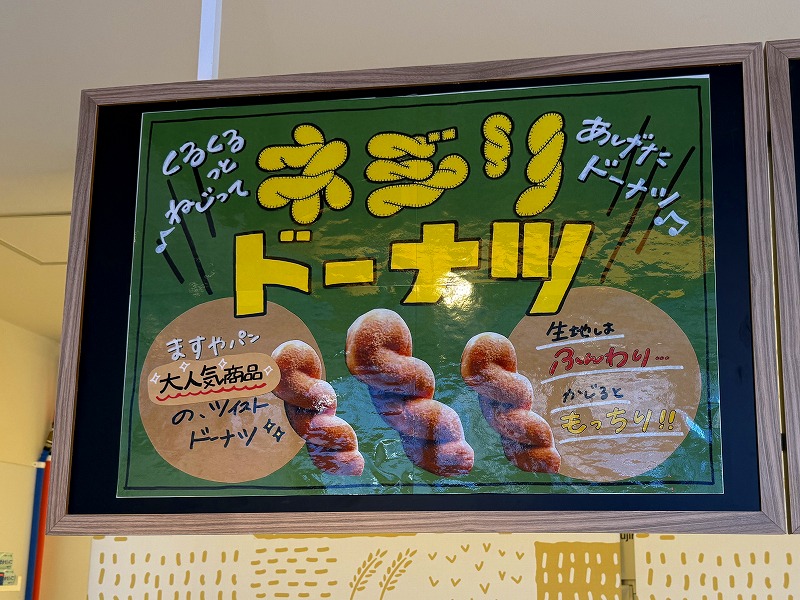 くるくる
っと
ねじって♪
ネジリ
ドーナツ
あげた
ドーナツ♪
ますやパン
大人気商品
の、ツイスト
ドーナツ
生地は
ふんわり…
かじると
もっちり!!